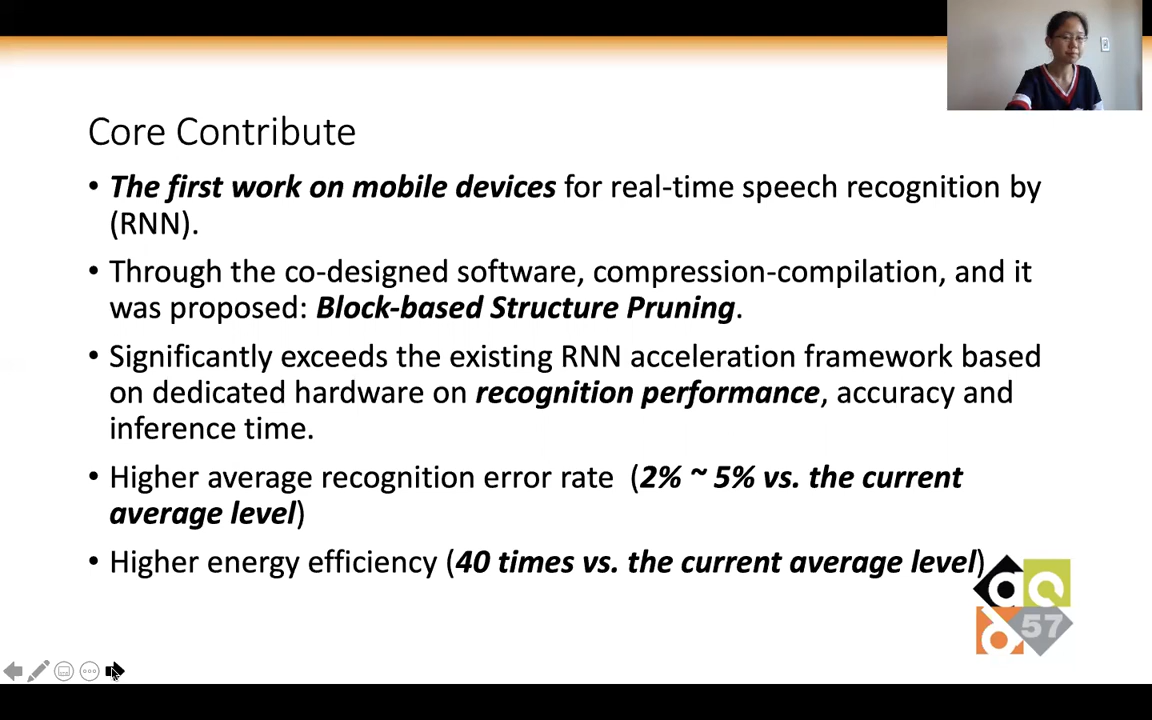 Core Contribute
• The first work on mobile devices for real-time speech recognition by
(RNN).
• Through the co-designed software, compression-compilation, and it
was proposed: Block-based Structure Pruning.
• Significantly exceeds the existing RNN acceleration framework based
on dedicated hardware on recognition performance, accuracy and
inference time.
• Higher average recognition error rate (2% ~ 5% vs. the current
average level)
• Higher energy efficiency (40 times vs. the current average level)
57